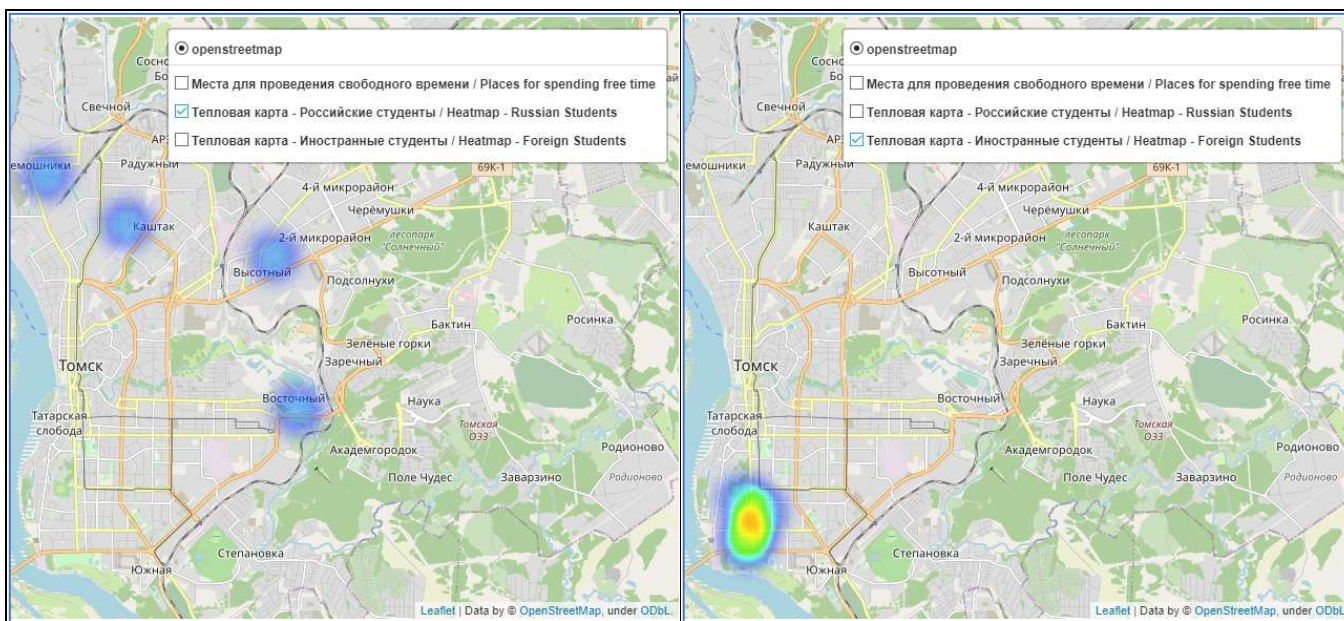 openstreetmap
Места для проведения свободного времени / Places for spending free time
Тепловая карта - Российские студенты / Heatmap - Russian Students
Тепловая карта - Иностранные студенты / Heatmap - Foreign Students
Свечной
Радужный
69К-1
4-й микрорайон
Черёмушки
Каштак
2-й микрорайон
лесопарк
"Солнечный"
Высотный
Подсолнухи
Росинка
Бактин
Зелёные горки
Заречный
Томск
Восточный
Наука
Татарская
слобода
Томская
ОЭЗ
Академгородок
Родионово
Поле Чудес
Заварзино
Родионово
Степановка
Южная
Leaflet | Data by © OpenStreetMap, under ODbL.
openstreetmap
Места для проведения свободного времени / Places for spending free time
Тепловая карта - Российские студенты / Heatmap - Russian Students
Тепловая карта - Иностранные студенты / Heatmap - Foreign Students
Свечной
Радужный
69К-1
4-й микрорайон
Черёмушки
Каштак
2-й микрорайон
лесопарк
"Солнечный"
Высотный
Подсолнухи
Росинка
Бактин
Зелёные горки
Заречный
Томск
Восточный
Наука
Татарская
слобода
Томская
ОЭЗ
Академгородок
Родионово
Поле Чудес
Заварзино
Родионово
Степановка
Южная
Leaflet | Data by © OpenStreetMap, under ODbL.